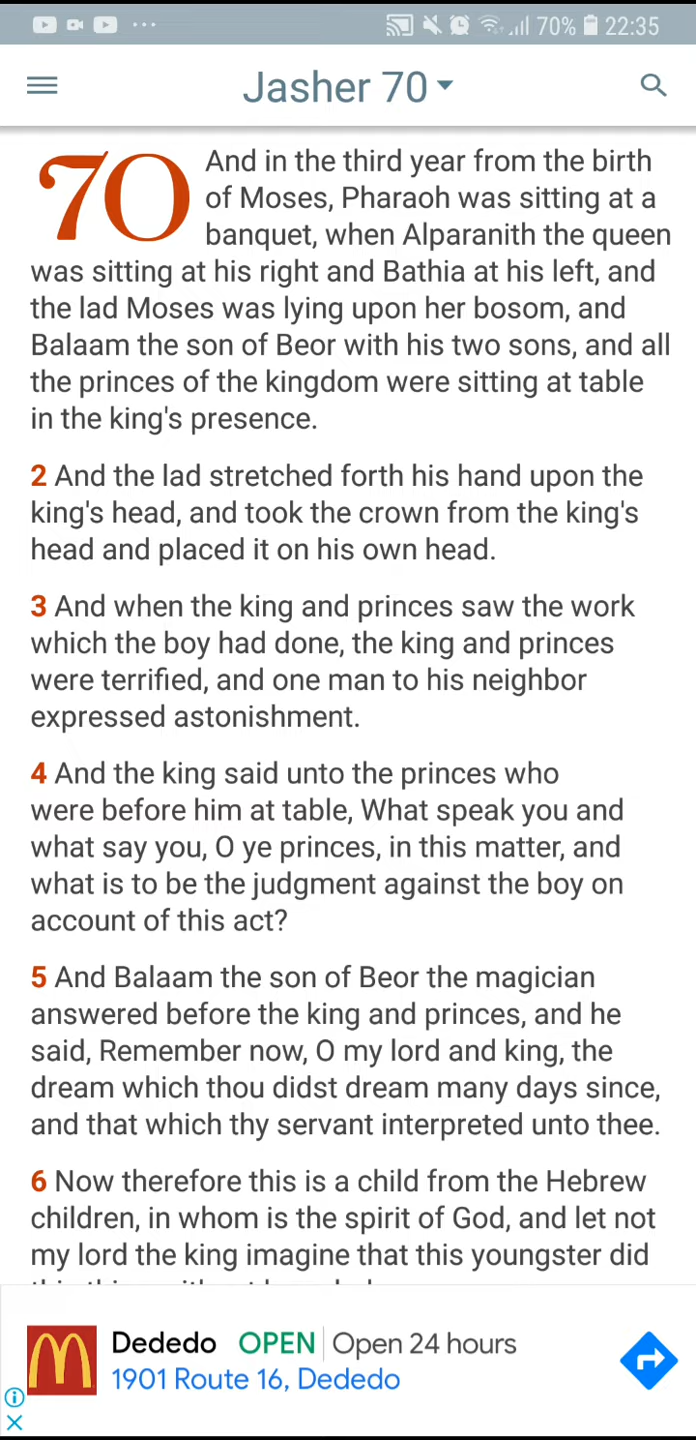 70% 22:35
Jasher 70
70 And in the third year from the birth
of Moses, Pharaoh was sitting at a
banquet, when Alparanith the queen
was sitting at his right and Bathia at his left, and
the lad Moses was lying upon her bosom, and
Balaam the son of Beor with his two sons, and all
the princes of the kingdom were sitting at table
in the king's presence.
2 And the lad stretched forth his hand upon the
king's head, and took the crown from the king's
head and placed it on his own head.
3 And when the king and princes saw the work
which the boy had done, the king and princes
were terrified, and one man to his neighbor
expressed astonishment.
4 And the king said unto the princes who
were before him at table, What speak you and
what say you, O ye princes, in this matter, and
what is to be the judgment against the boy on
account of this act?
5 And Balaam the son of Beor the magician
answered before the king and princes, and he
said, Remember now, O my lord and king, the
dream which thou didst dream many days since,
and that which thy servant interpreted unto thee.
6 Now therefore this is a child from the Hebrew
children, in whom is the spirit of God, and let not
my lord the king imagine that this youngster did
Dededo OPEN Open 24 hours
1901 Route 16, Dededo